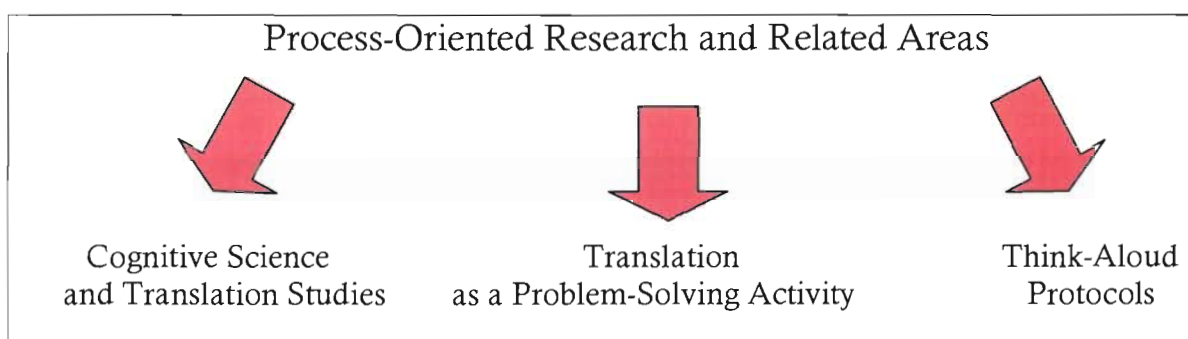 Process-Oriented Research and Related Areas
Cognitive Science
and Translation Studies
Translation
as a Problem-Solving Activity
Think-Aloud
Protocols